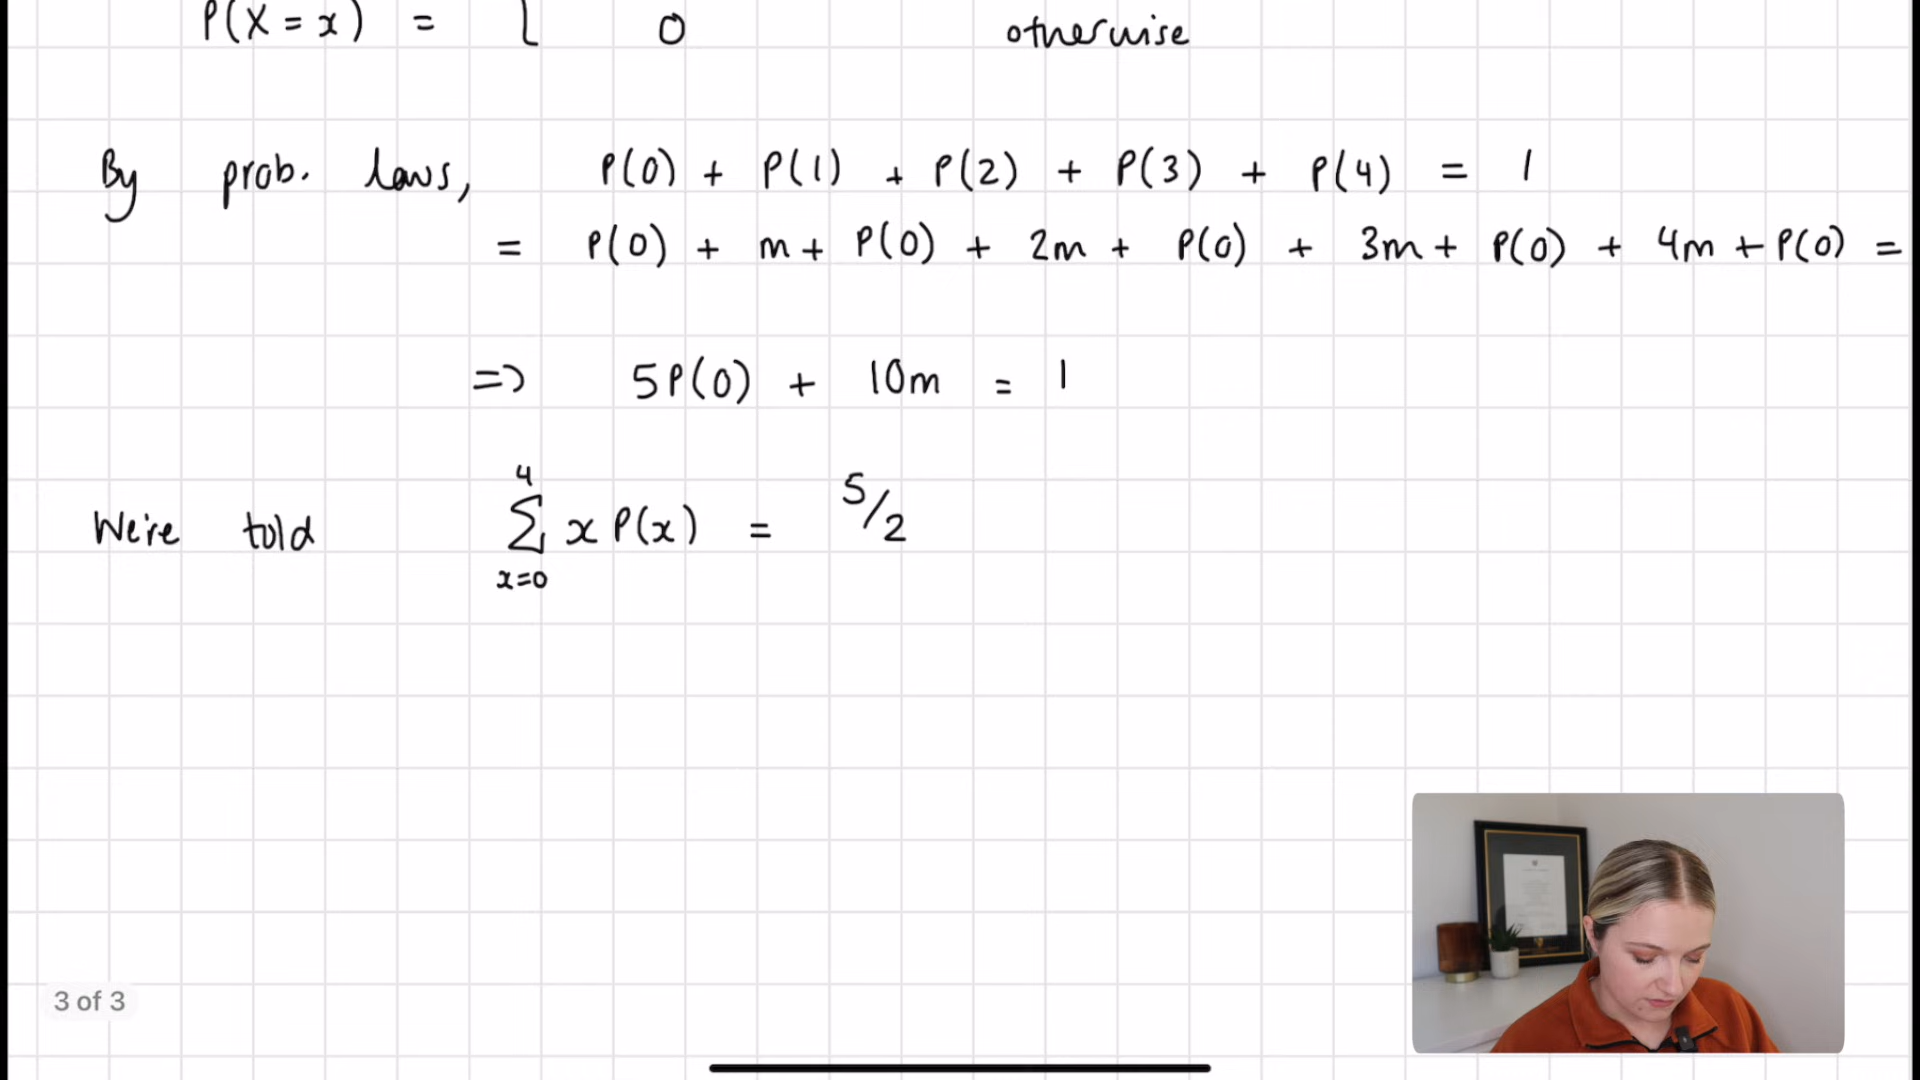 P(X = x) = { 0 otherwise
By prob. laws, P(0) + P(1) + P(2) + P(3) + P(4) = 1
= P(0) + m + P(0) + 2m + P(0) + 3m + P(0) + 4m + P(0) =
=> 5P(0) + 10m = 1
We're told ∑_{x=0}^{4} x P(x) = 5/2
3 of 3